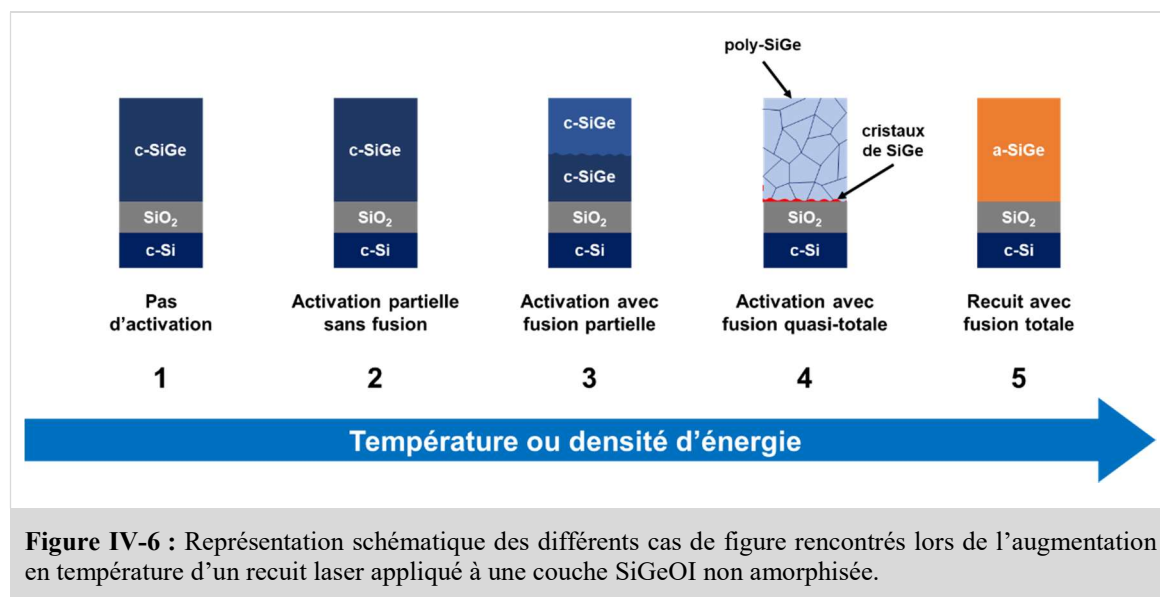 poly-SiGe
c-SiGe
SiO2
c-Si
c-SiGe
SiO2
c-Si
c-SiGe
c-SiGe
SiO2
c-Si
cristaux
de SiGe
SiO2
c-Si
a-SiGe
SiO2
c-Si
Pas
d'activation
Activation partielle
sans fusion
Activation avec
fusion partielle
Activation avec
fusion quasi-totale
Recuit avec
fusion totale
1
2
3
4
5
Température ou densité d'énergie
Figure IV-6 : Représentation schématique des différents cas de figure rencontrés lors de l'augmentation
en température d'un recuit laser appliqué à une couche SiGeOI non amorphisée.